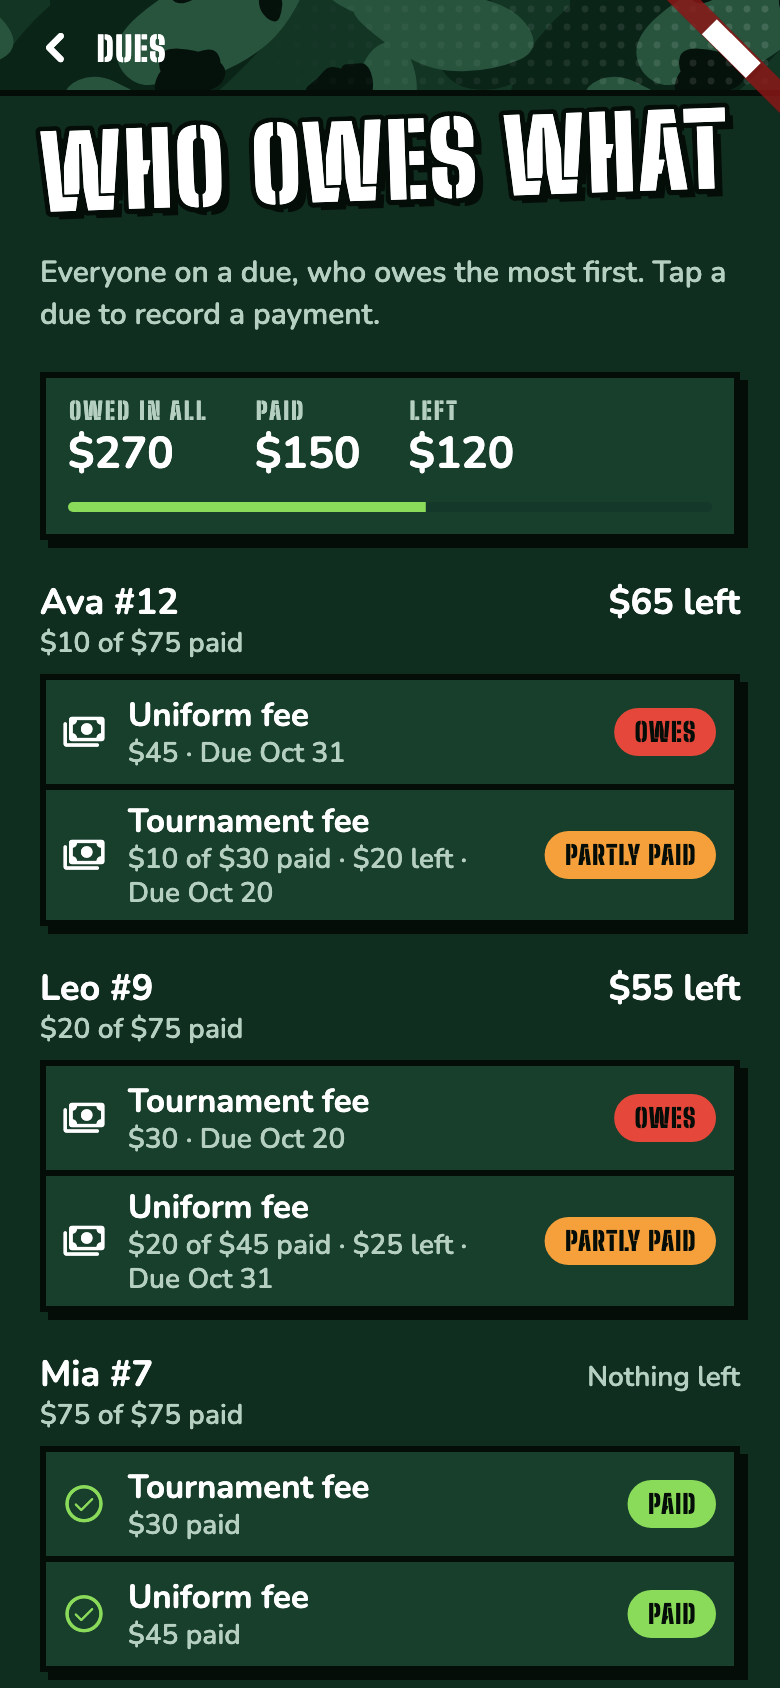 DUES
WHO OWES WHAT
Everyone on a due, who owes the most first. Tap a
due to record a payment.
OWED IN ALL PAID LEFT
$270 $150 $120
Ava #12 $65 left
$10 of $75 paid
Uniform fee
$45 · Due Oct 31
OWES
Tournament fee
$10 of $30 paid · $20 left ·
Due Oct 20
PARTLY PAID
Leo #9 $55 left
$20 of $75 paid
Tournament fee
$30 · Due Oct 20
OWES
Uniform fee
$20 of $45 paid · $25 left ·
Due Oct 31
PARTLY PAID
Mia #7 Nothing left
$75 of $75 paid
Tournament fee
$30 paid
PAID
Uniform fee
$45 paid
PAID